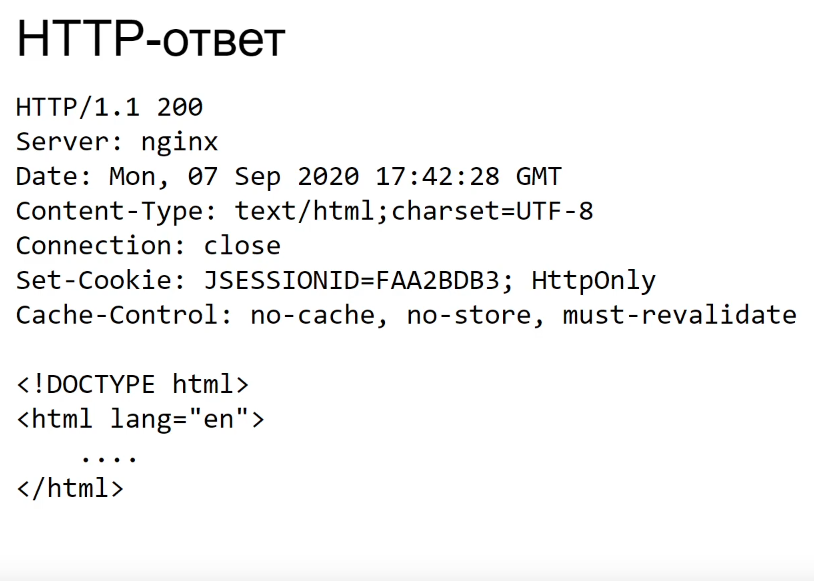 HTTP-ответ
HTTP/1.1 200
Server: nginx
Date: Mon, 07 Sep 2020 17:42:28 GMT
Content-Type: text/html;charset=UTF-8
Connection: close
Set-Cookie: JSESSIONID=FAA2BDB3; HttpOnly
Cache-Control: no-cache, no-store, must-revalidate
<!DOCTYPE html>
<html lang="en">
....
</html>